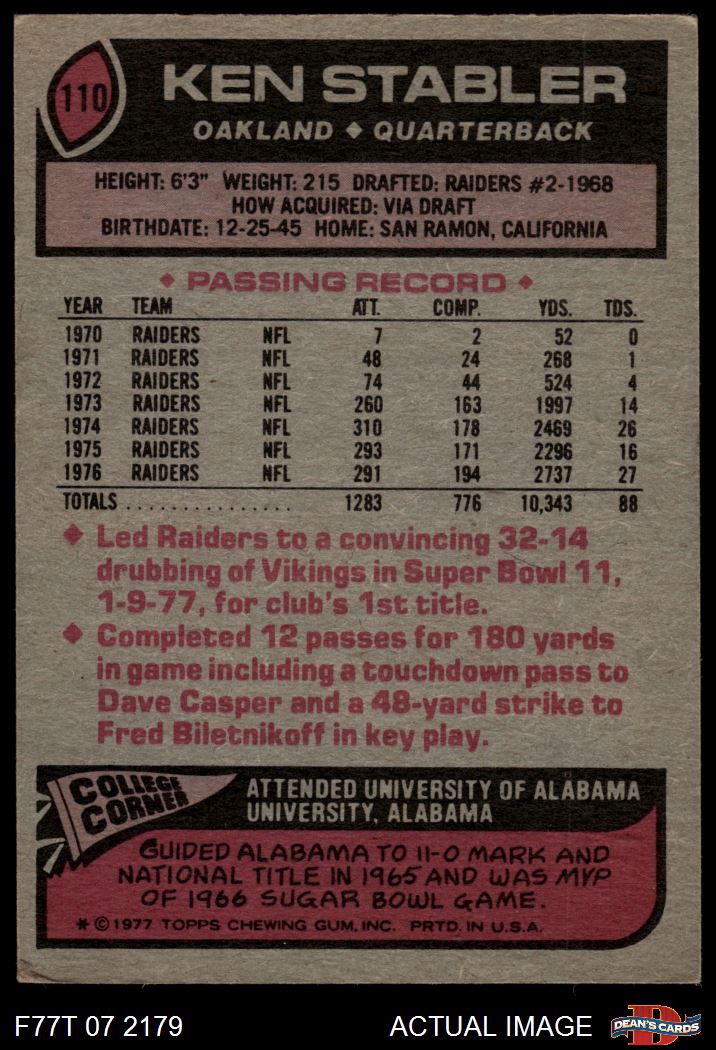 110
KEN STABLER
OAKLAND ◆ QUARTERBACK
HEIGHT: 6'3" WEIGHT: 215 DRAFTED: RAIDERS #2-1968
HOW ACQUIRED: VIA DRAFT
BIRTHDATE: 12-25-45 HOME: SAN RAMON, CALIFORNIA
◆ PASSING RECORD ◆
YEAR TEAM ATT. COMP. YDS. TDS.
1970 RAIDERS NFL 7 2 52 0
1971 RAIDERS NFL 48 24 268 1
1972 RAIDERS NFL 74 44 524 4
1973 RAIDERS NFL 260 163 1997 14
1974 RAIDERS NFL 310 178 2469 26
1975 RAIDERS NFL 293 171 2296 16
1976 RAIDERS NFL 291 194 2737 27
TOTALS................ 1283 776 10,343 88
◆ Led Raiders to a convincing 32-14
drubbing of Vikings in Super Bowl 11,
1-9-77, for club's 1st title.
◆ Completed 12 passes for 180 yards
in game including a touchdown pass to
Dave Casper and a 48-yard strike to
Fred Biletnikoff in key play.
COLLEGE
CORNER
ATTENDED UNIVERSITY OF ALABAMA
UNIVERSITY, ALABAMA
GUIDED ALABAMA TO 11-0 MARK AND
NATIONAL TITLE IN 1965 AND WAS MVP
OF 1966 SUGAR BOWL GAME.
* © 1977 TOPPS CHEWING GUM, INC. PRTD. IN U.S.A.
F77T 07 2179 ACTUAL IMAGE
D
DEAN'S CARDS